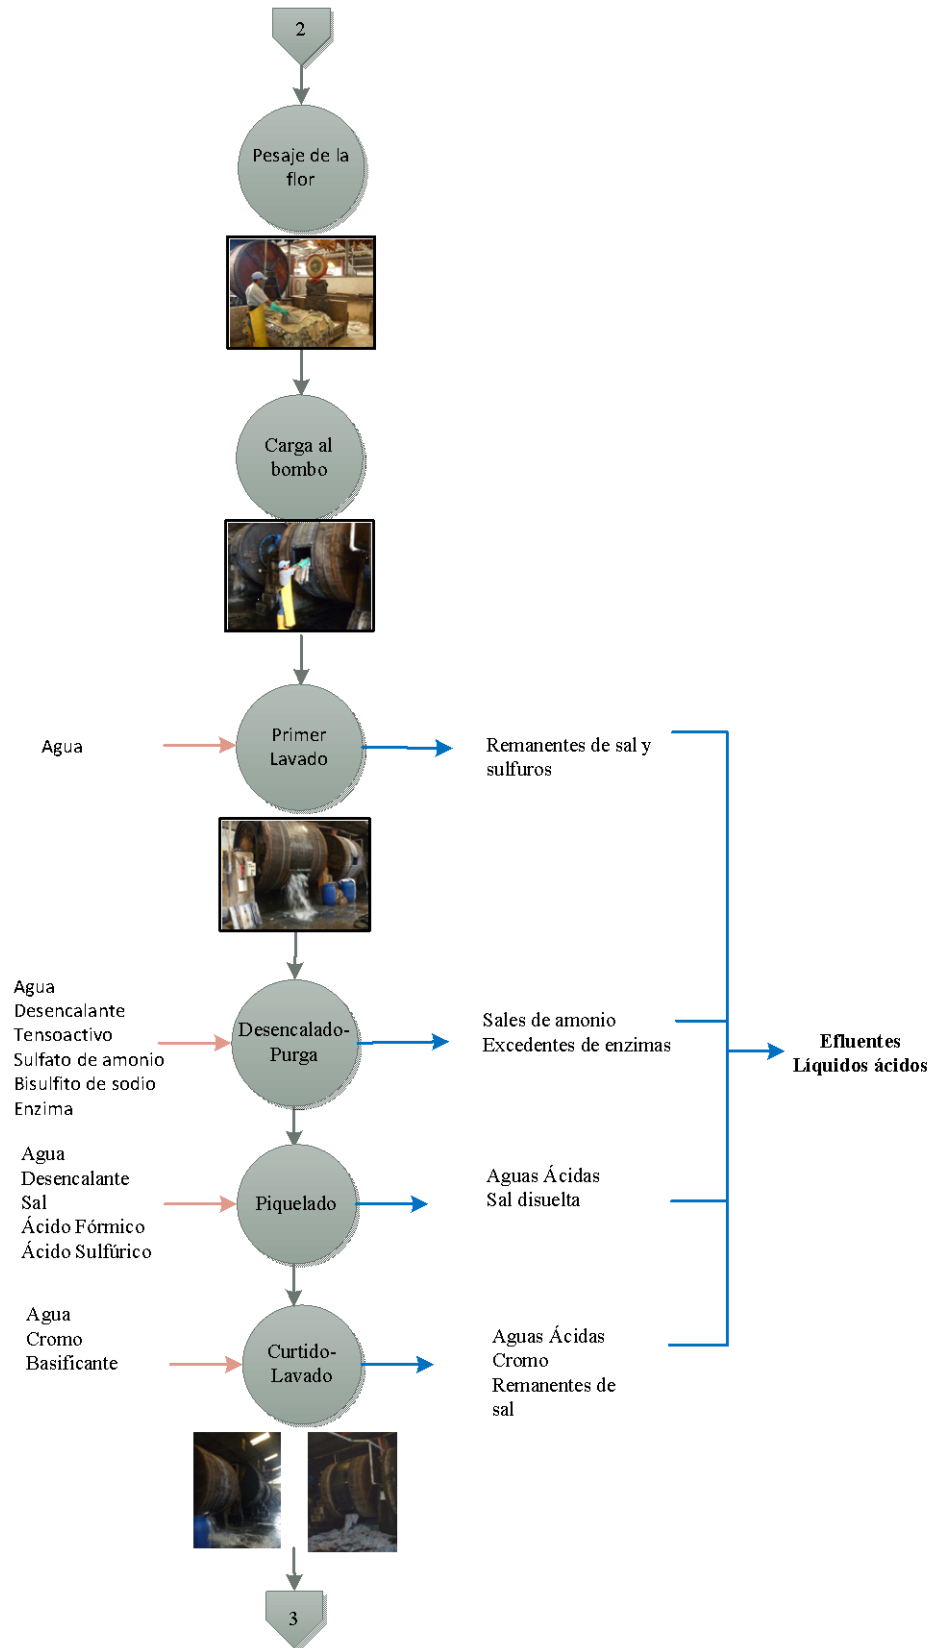 2
Pesaje de la
flor
Carga al
bombo
Agua
Primer
Lavado
Remanentes de sal y
sulfuros
Agua
Desencalante
Tensoactivo
Sulfato de amonio
Bisulfito de sodio
Enzima
Desencalado-
Purga
Sales de amonio
Excedentes de enzimas
Efluentes
Líquidos ácidos
Agua
Desencalante
Sal
Ácido Fórmico
Ácido Sulfúrico
Piquelado
Aguas Ácidas
Sal disuelta
Agua
Cromo
Basificante
Curtido-
Lavado
Aguas Ácidas
Cromo
Remanentes de
sal
3